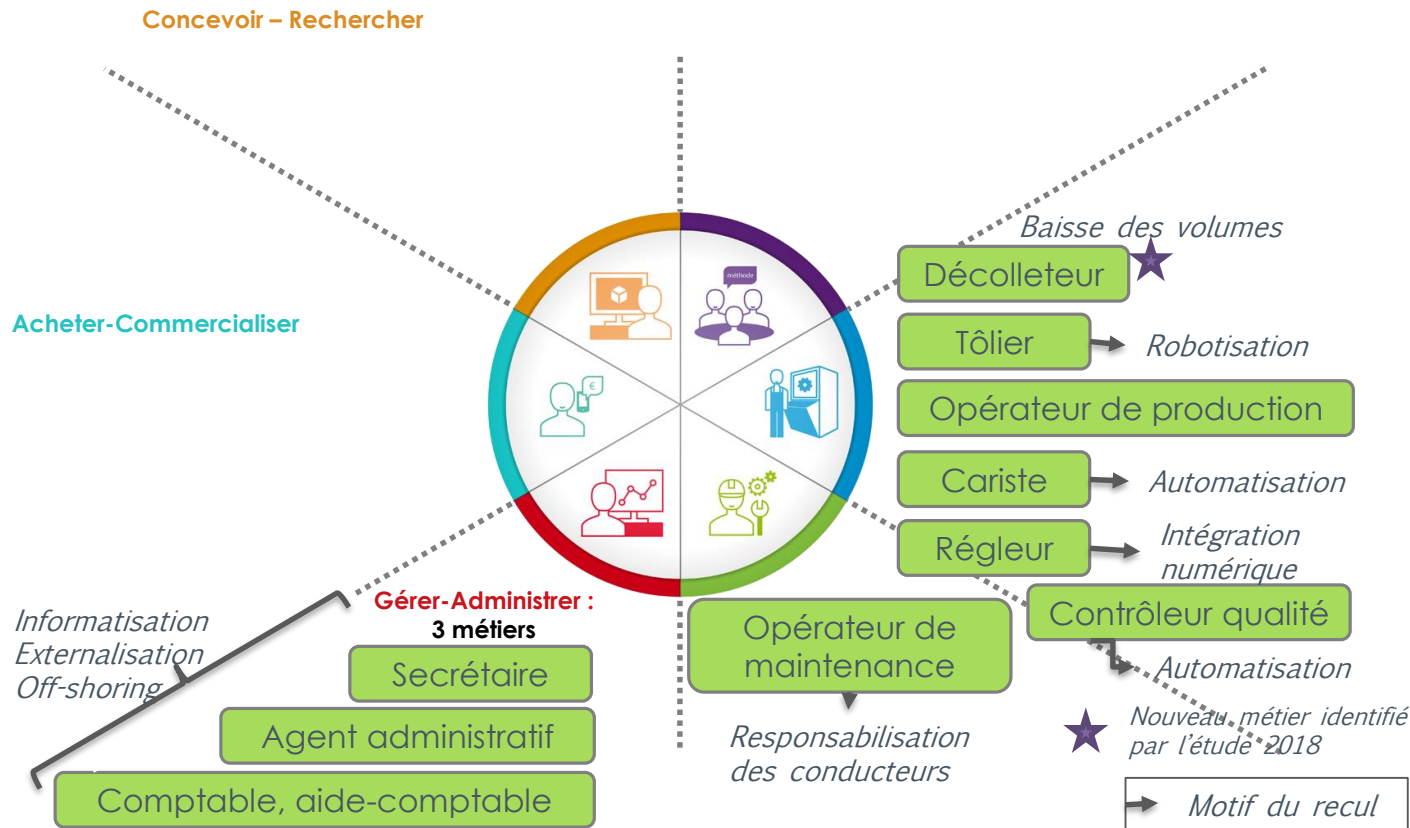 Concevoir – Rechercher
méthode
Baisse des volumes
Décolleteur
Acheter-Commercialiser
Tôlier
Robotisation
€
Opérateur de production
Cariste
Automatisation
Régleur
Intégration
numérique
Gérer-Administrer :
3 métiers
Informatisation
Externalisation
Off-shoring
Secrétaire
Agent administratif
Comptable, aide-comptable
Opérateur de
maintenance
Responsabilisation
des conducteurs
Contrôleur qualité
Automatisation
Nouveau métier identifié
par l'étude 2018
Motif du recul